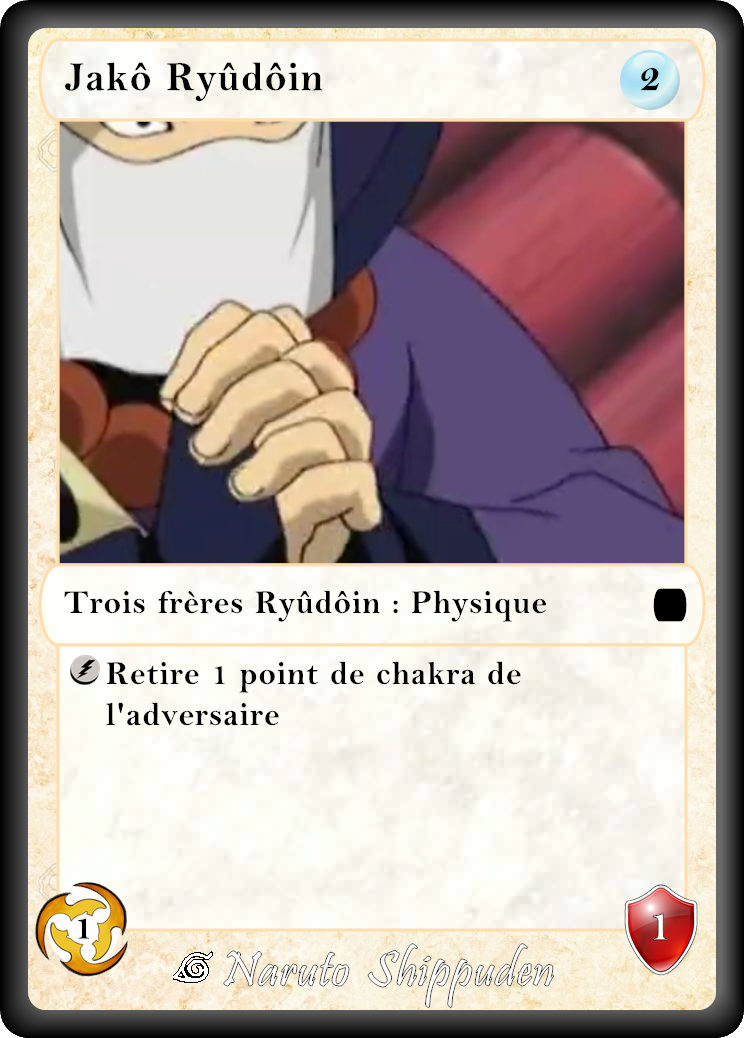 Jakô Ryûdôin
2
Trois frères Ryûdôin : Physique
Retire 1 point de chakra de
l'adversaire
1
1
Naruto Shippuden